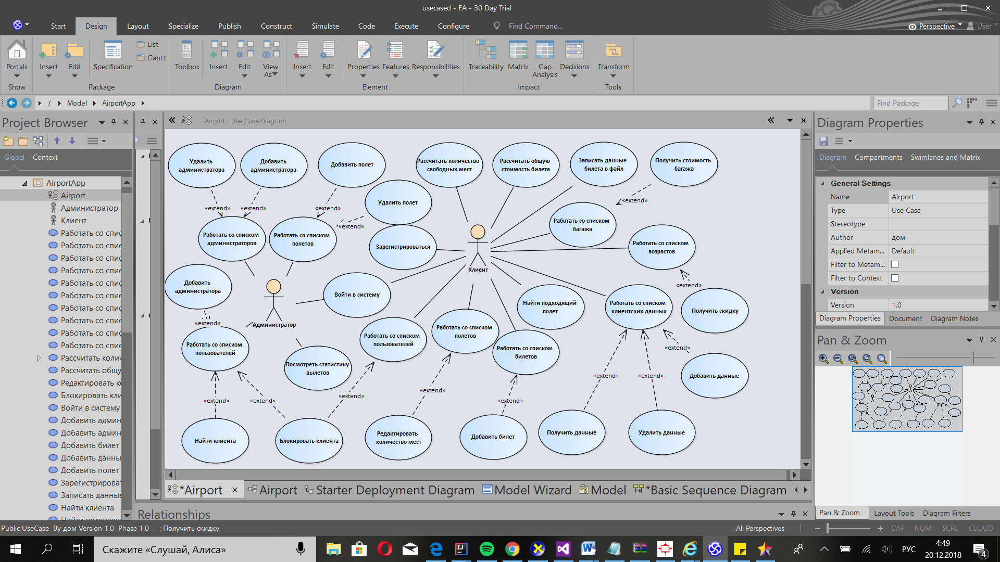 usecased - EA - 30 Day Trial
Start Design Layout Specialize Publish Construct Simulate Code Execute Configure Find Command... Perspective User
List
Gantt
Portals Insert Edit Specification Toolbox Insert Edit View As Insert Edit Properties Features Responsibilities Traceability Matrix Gap Analysis Decisions Transform
Show Package Diagram Element Impact Tools
/ Model AirportApp Find Package
Project Browser
Global Context
AirportApp
Airport
Администратор
Клиент
Работать со спис
Работать со спис
Работать со спис
Работать со спис
Работать со спис
Работать со спис
Работать со спис
Работать со спис
Работать со спис
Работать со спис
Рассчитать колич
Рассчитать общу
Редактировать ко
Блокировать кли
Войти в систему
Добавить админ
Добавить админ
Добавить билет
Добавить данны
Добавить полет
Зарегистрироват
Записать данные
Найти клиента
Найти подходящ
Airport. Use Case Diagram
Удалить
администратора
Добавить
администратора
Добавить полет
Рассчитать количество
свободных мест
Рассчитать общую
стоимость билета
Записать данные
билета в файл
Получить стоимость
багажа
Удалить полет
«extend»
«extend»
«extend»
«extend»
«extend»
Работать со списком
администраторов
Работать со списком
полетов
Зарегистрироваться
Работать со списком
багажа
Работать со списком
возрастов
Клиент
Добавить
администратора
Войти в систему
Найти подходящий
полет
Работать со списком
клиентских данных
«extend»
Получить скидку
«extend»
Администратор
Работать со списком
пользователей
Посмотреть статистику
вылетов
Работать со списком
пользователей
Работать со списком
полетов
Работать со списком
билетов
«extend»
Добавить данные
«extend»
«extend»
«extend»
«extend»
«extend»
«extend»
«extend»
Найти клиента
Блокировать клиента
Редактировать
количество мест
Добавить билет
Получить данные
Удалить данные
*Airport Airport Starter Deployment Diagram Model Wizard Model *Basic Sequence Diagram
Relationships
Diagram Properties
Diagram Compartments Swimlanes and Matrix
General Settings
Name Airport
Type Use Case
Stereotype
Author дом
Applied Metam... Default
Filter to Metam...
Filter to Context
Version
Version 1.0
Diagram Properties Document Diagram Notes
Pan & Zoom
Pan & Zoom Layout Tools Diagram Filters
Public UseCase By дом Version 1.0 Phase 1.0 : Получить скидку All Perspectives CAP NUM SCRL CLOUD
Скажите «Слушай, Алиса»
РУС
4:49
20.12.2018
4